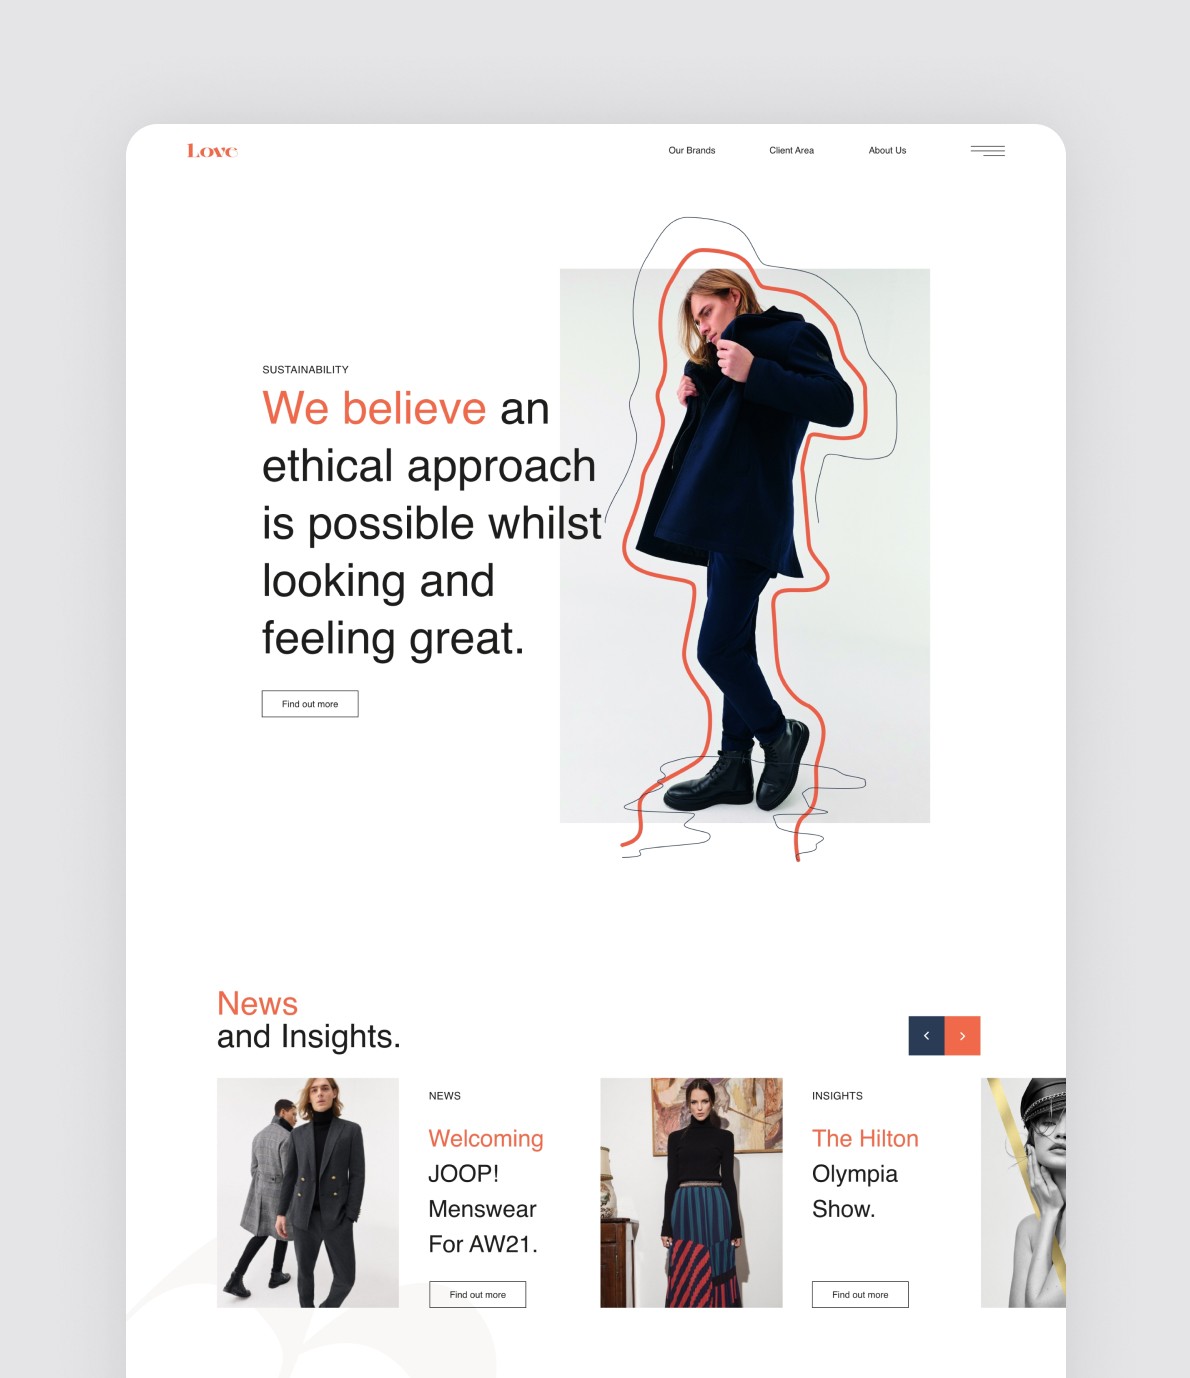 Love
Our Brands
Client Area
About Us
SUSTAINABILITY
We believe an
ethical approach
is possible whilst
looking and
feeling great.
Find out more
News
and Insights.
NEWS
Welcoming
JOOP!
Menswear
For AW21.
Find out more
INSIGHTS
The Hilton
Olympia
Show.
Find out more